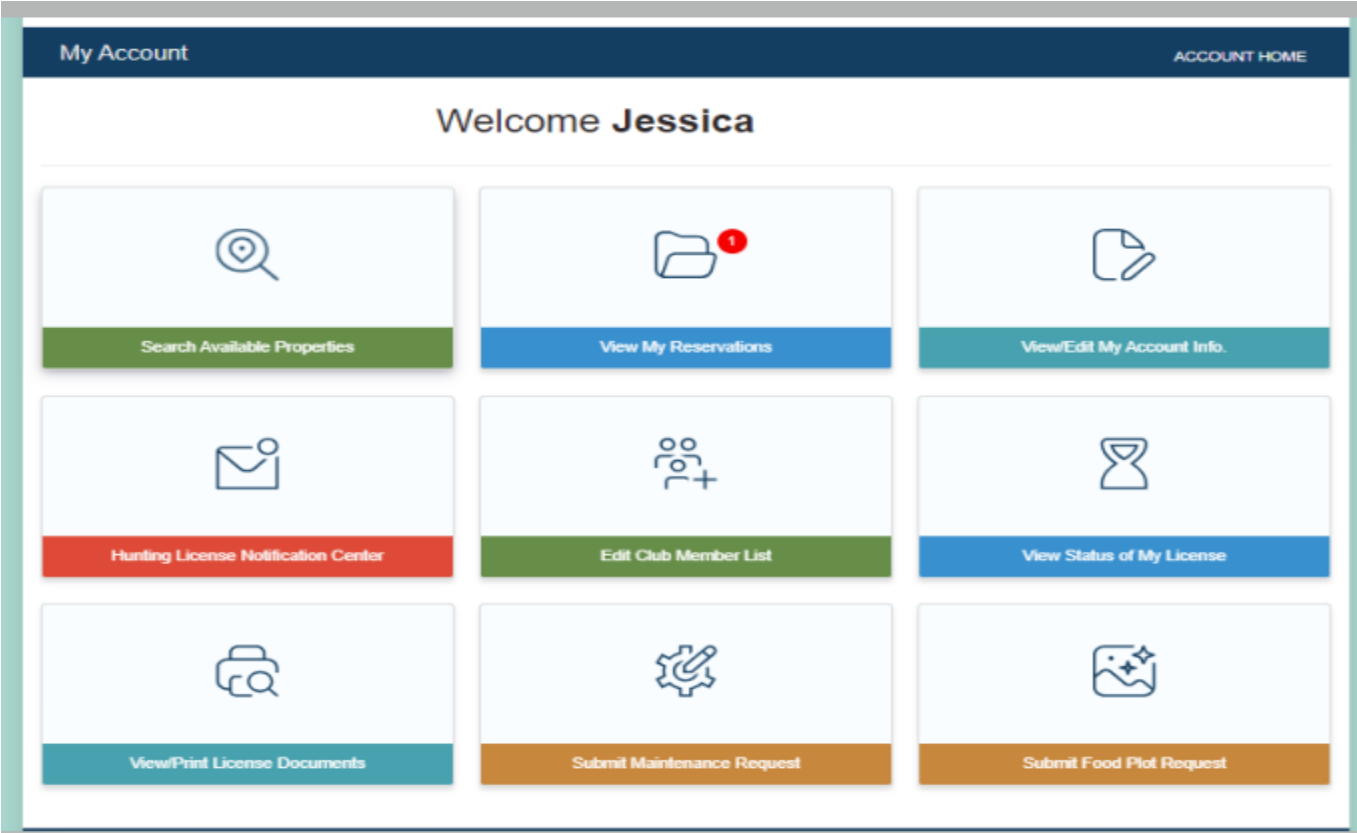 My Account
ACCOUNT HOME
Welcome Jessica
1
Search Available Properties
View My Reservations
View/Edit My Account Info.
Hunting License Notification Center
Edit Club Member List
View Status of My License
View/Print License Documents
Submit Maintenance Request
Submit Food Plot Request